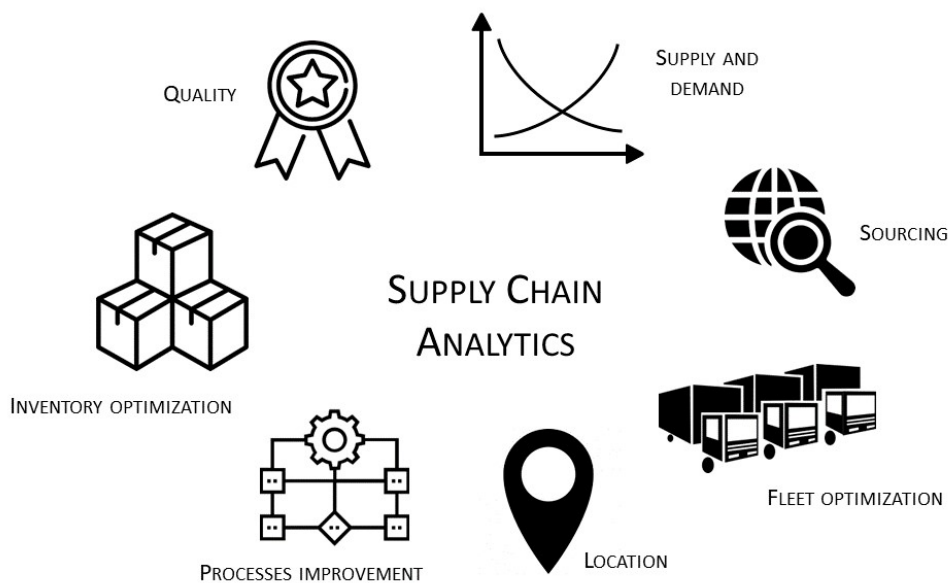 Quality
Supply and
demand
Sourcing
Supply Chain
Analytics
Inventory optimization
Fleet optimization
Location
Processes improvement